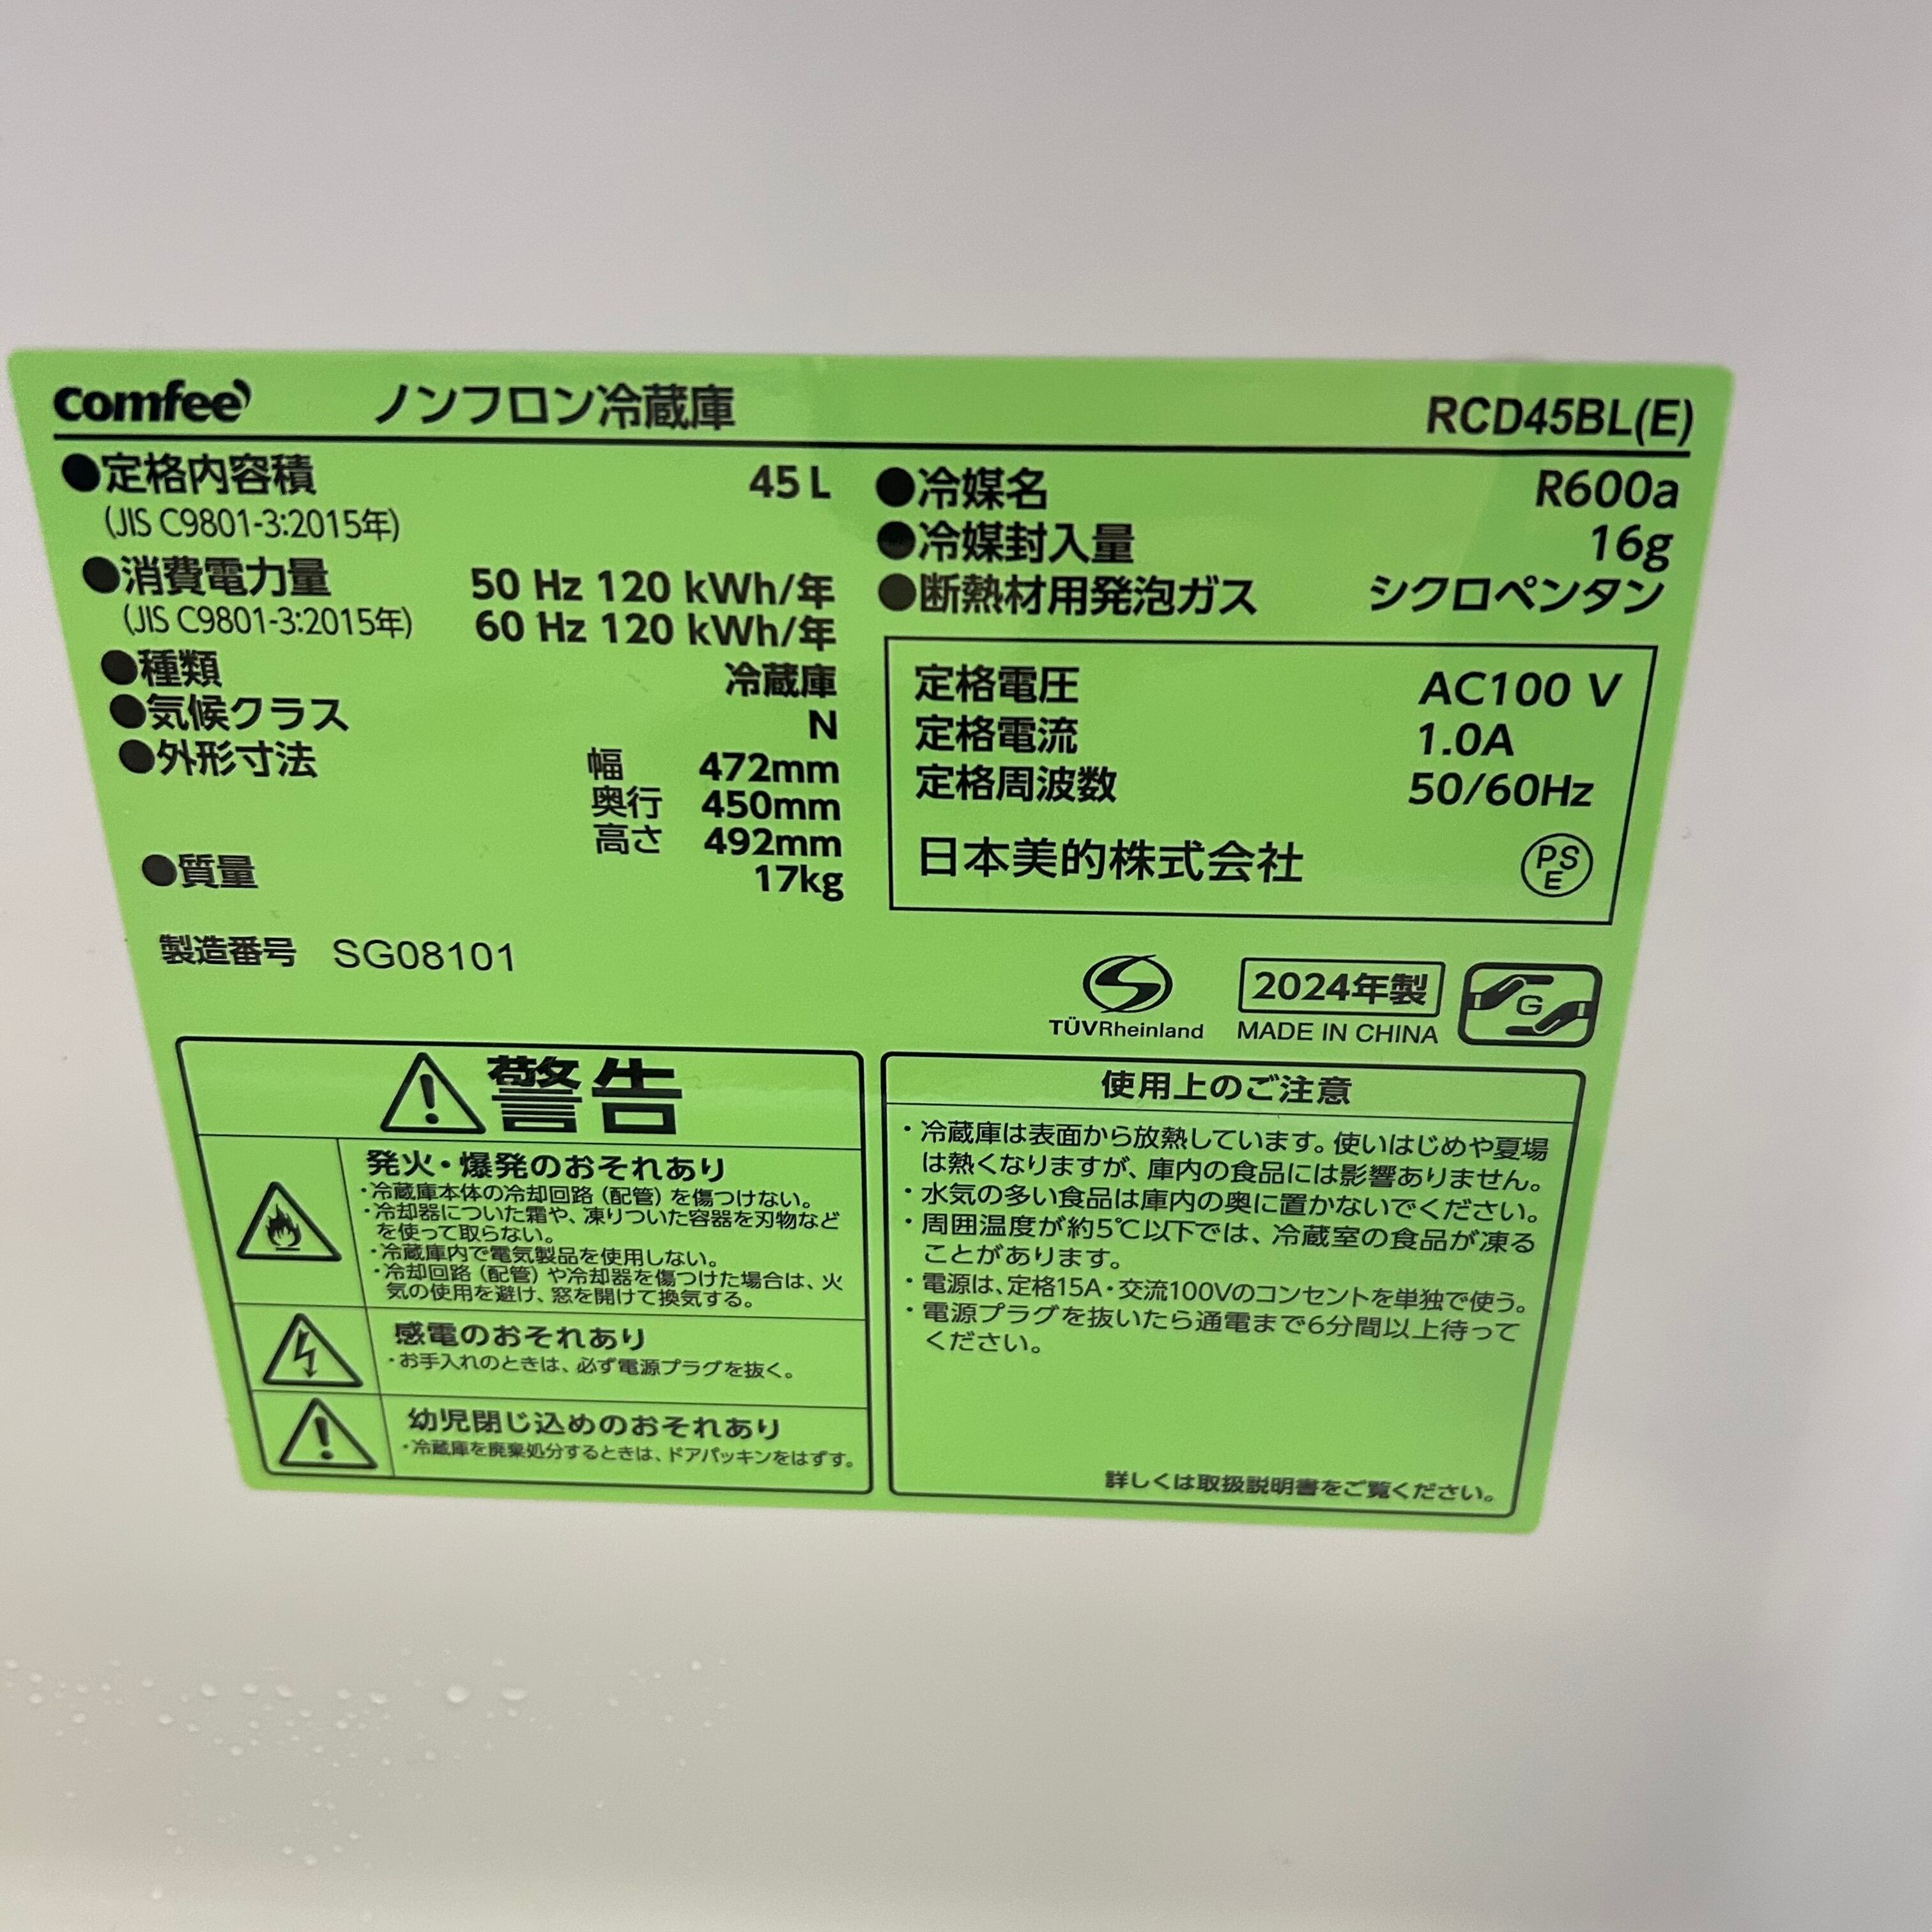 comfee' ノンフロン冷蔵庫 RCD45BL(E)
●定格内容積 45 L
(JIS C9801-3:2015年)
●消費電力量 50 Hz 120 kWh/年
(JIS C9801-3:2015年) 60 Hz 120 kWh/年
●種類 冷蔵庫
●気候クラス N
●外形寸法 幅 472mm
奥行 450mm
高さ 492mm
●質量 17kg
製造番号 SG08101
●冷媒名 R600a
●冷媒封入量 16g
●断熱材用発泡ガス シクロペンタン
定格電圧 AC100 V
定格電流 1.0A
定格周波数 50/60Hz
日本美的株式会社 PSE
TÜVRheinland
2024年製
MADE IN CHINA
G
警告
発火・爆発のおそれあり
・冷蔵庫本体の冷却回路（配管）を傷つけない。
・冷却器についた霜や、凍りついた容器を刃物など
を使って取らない。
・冷蔵庫内で電気製品を使用しない。
・冷却回路（配管）や冷却器を傷つけた場合は、火
気の使用を避け、窓を開けて換気する。
感電のおそれあり
・お手入れのときは、必ず電源プラグを抜く。
幼児閉じ込めのおそれあり
・冷蔵庫を廃棄処分するときは、ドアパッキンをはずす。
使用上のご注意
・冷蔵庫は表面から放熱しています。使いはじめや夏場
は熱くなりますが、庫内の食品には影響ありません。
・水気の多い食品は庫内の奥に置かないでください。
・周囲温度が約5℃以下では、冷蔵室の食品が凍る
ことがあります。
・電源は、定格15A・交流100Vのコンセントを単独で使う。
・電源プラグを抜いたら通電まで6分間以上待って
ください。
詳しくは取扱説明書をご覧ください。